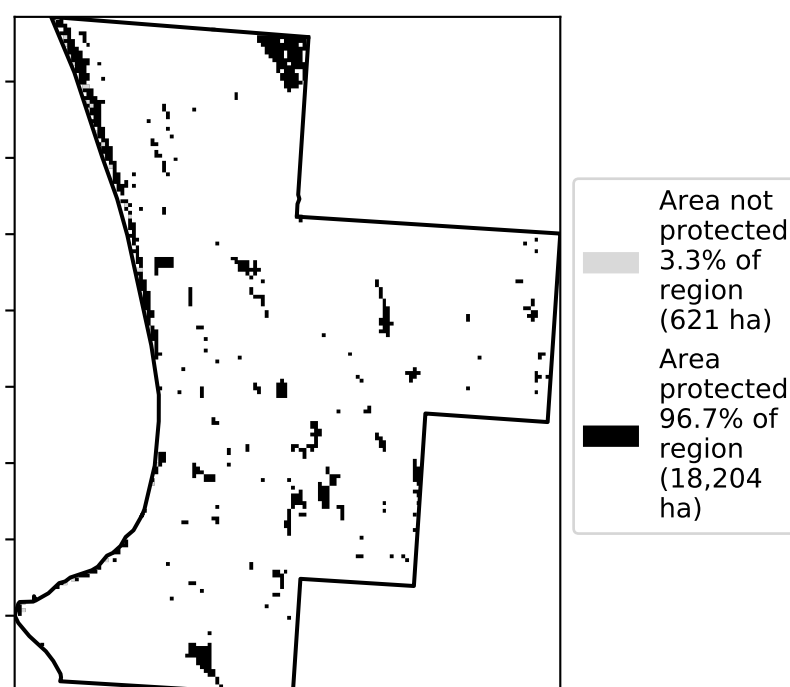 Area not
protected
3.3% of
region
(621 ha)
Area
protected
96.7% of
region
(18,204
ha)